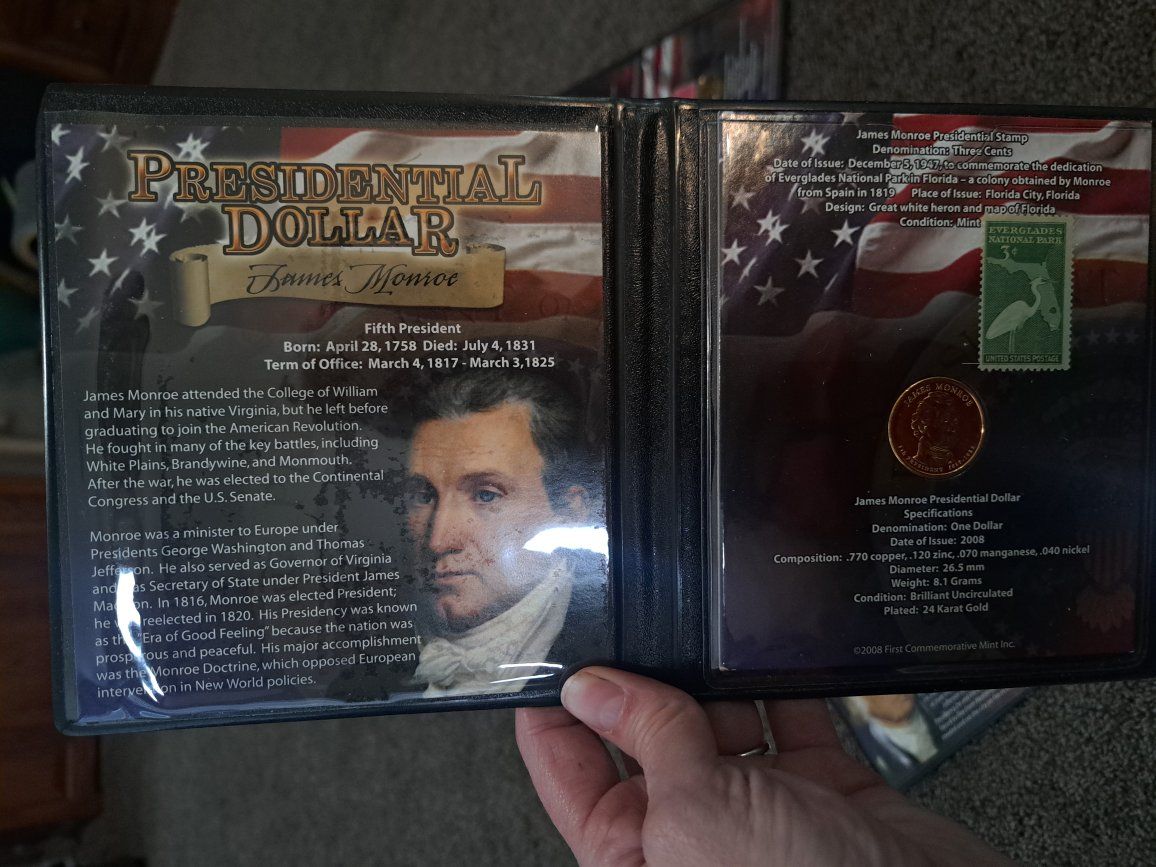 PRESIDENTIAL
DOLLAR
James Monroe
Fifth President
Born: April 28, 1758 Died: July 4, 1831
Term of Office: March 4, 1817 - March 3,1825
James Monroe attended the College of William
and Mary in his native Virginia, but he left before
graduating to join the American Revolution.
He fought in many of the key battles, including
White Plains, Brandywine, and Monmouth.
After the war, he was elected to the Continental
Congress and the U.S. Senate.
Monroe was a minister to Europe under
Presidents George Washington and Thomas
Jefferson. He also served as Governor of Virginia
and as Secretary of State under President James
Madison. In 1816, Monroe was elected President;
he reelected in 1820. His Presidency was known
as the "Era of Good Feeling" because the nation was
prosperous and peaceful. His major accomplishment
was the Monroe Doctrine, which opposed European
intervention in New World policies.
James Monroe Presidential Stamp
Denomination: Three Cents
Date of Issue: December 5, 1947, to commemorate the dedication
of Everglades National Park in Florida – a colony obtained by Monroe
from Spain in 1819 Place of Issue: Florida City, Florida
Design: Great white heron and map of Florida
Condition: Mint
EVERGLADES
NATIONAL PARK
3¢
UNITED STATES POSTAGE
JAMES MONROE
5th PRESIDENT 1817-1825
James Monroe Presidential Dollar
Specifications
Denomination: One Dollar
Date of Issue: 2008
Composition: .770 copper, .120 zinc, .070 manganese, .040 nickel
Diameter: 26.5 mm
Weight: 8.1 Grams
Condition: Brilliant Uncirculated
Plated: 24 Karat Gold
©2008 First Commemorative Mint Inc.